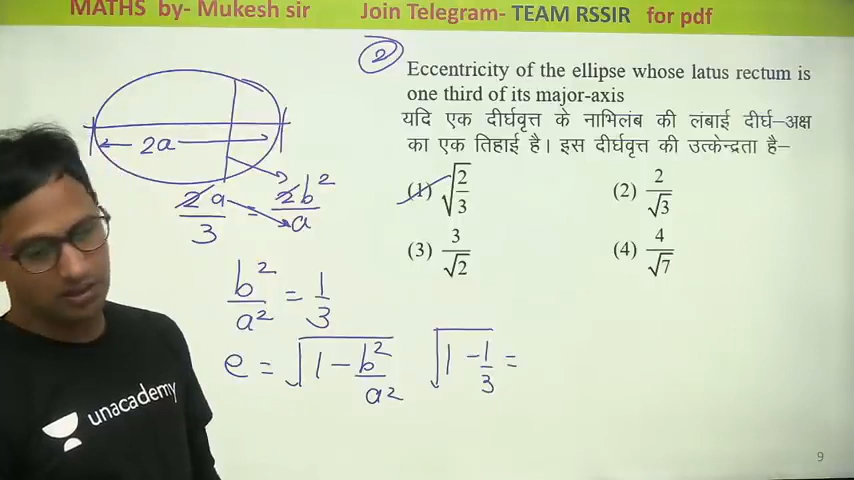 MATHS by- Mukesh sir Join Telegram- TEAM RSSIR for pdf
2
Eccentricity of the ellipse whose latus rectum is
one third of its major-axis
यदि एक दीर्घवृत्त के नाभिलंब की लंबाई दीर्घ–अक्ष
का एक तिहाई है। इस दीर्घवृत्त की उत्केन्द्रता है–
(1) √(2/3) (2) 2/√3
(3) 3/√2 (4) 4/√7
2a
2a/3 = 2b²/a
b²/a² = 1/3
e = √(1 – b²/a²) √(1 – 1/3) =
unacademy
9